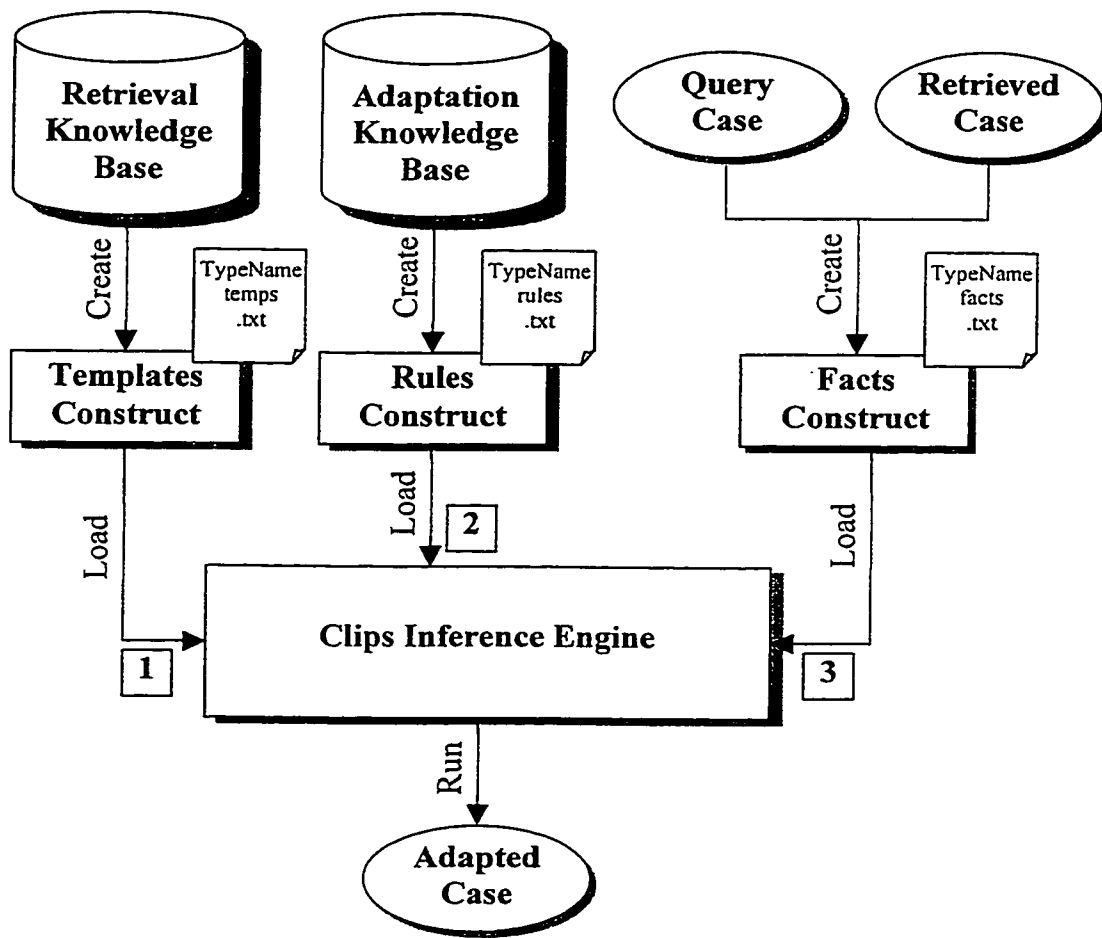 Retrieval
Knowledge
Base
Adaptation
Knowledge
Base
Query
Case
Retrieved
Case
Create
TypeName
temps
.txt
Create
TypeName
rules
.txt
Create
TypeName
facts
.txt
Templates
Construct
Rules
Construct
Facts
Construct
Load
Load
2
Load
Clips Inference Engine
1
3
Run
Adapted
Case